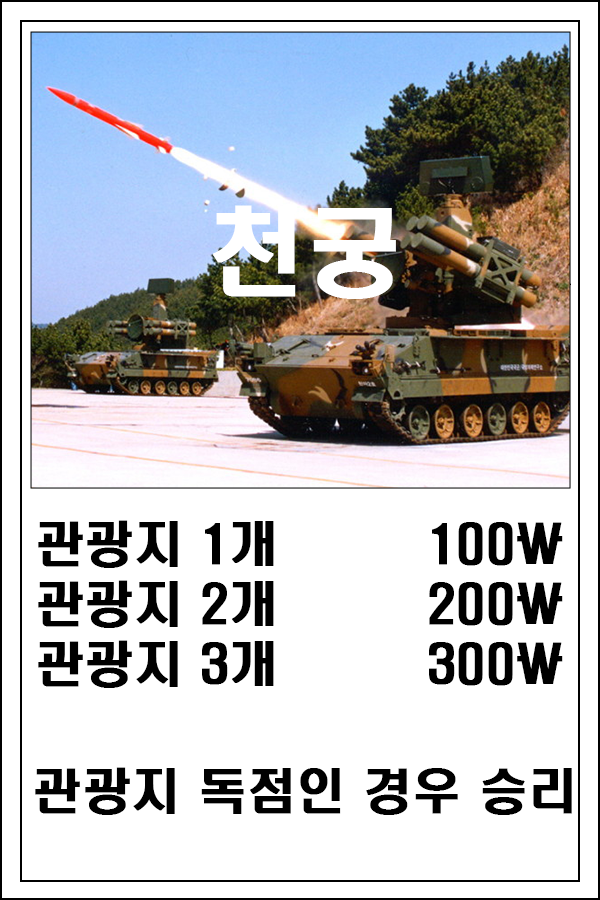 천궁
관광지 1개 100₩
관광지 2개 200₩
관광지 3개 300₩
관광지 독점인 경우 승리